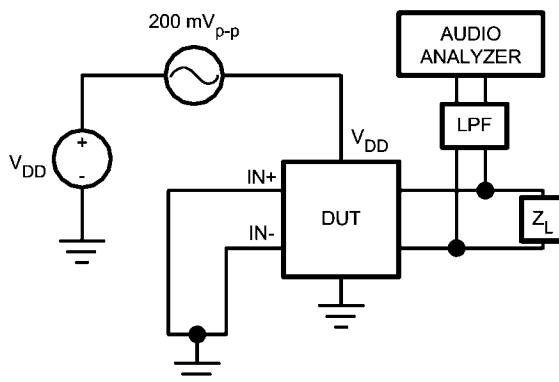 200 mVp-p
AUDIO
ANALYZER
LPF
VDD
+
-
VDD
IN+
DUT
ZL
IN-